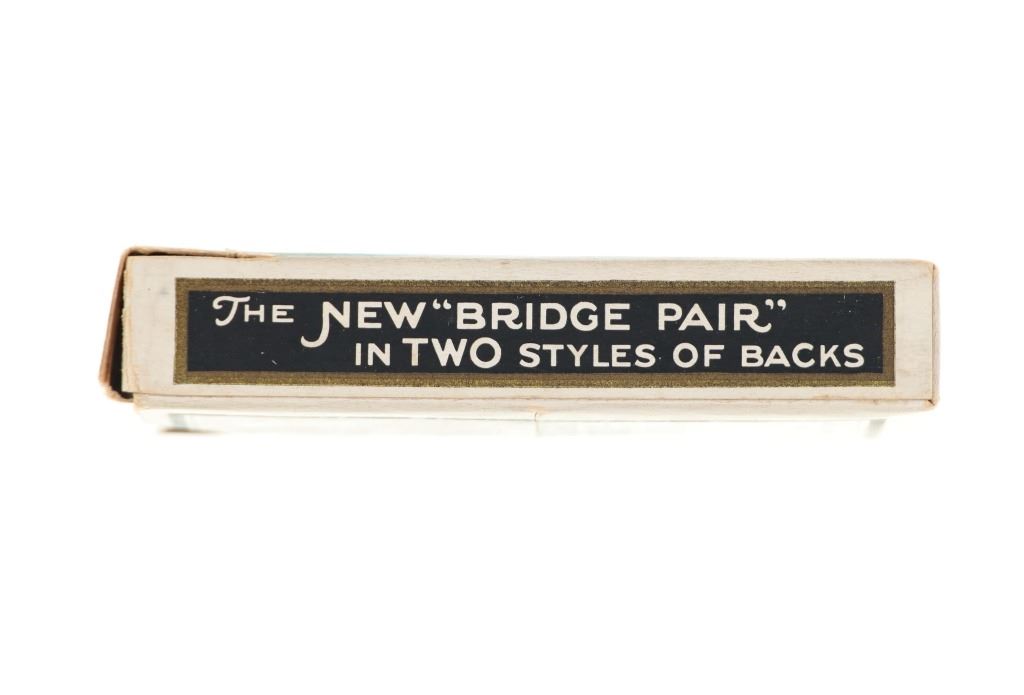 The New “Bridge Pair”
in Two Styles of Backs